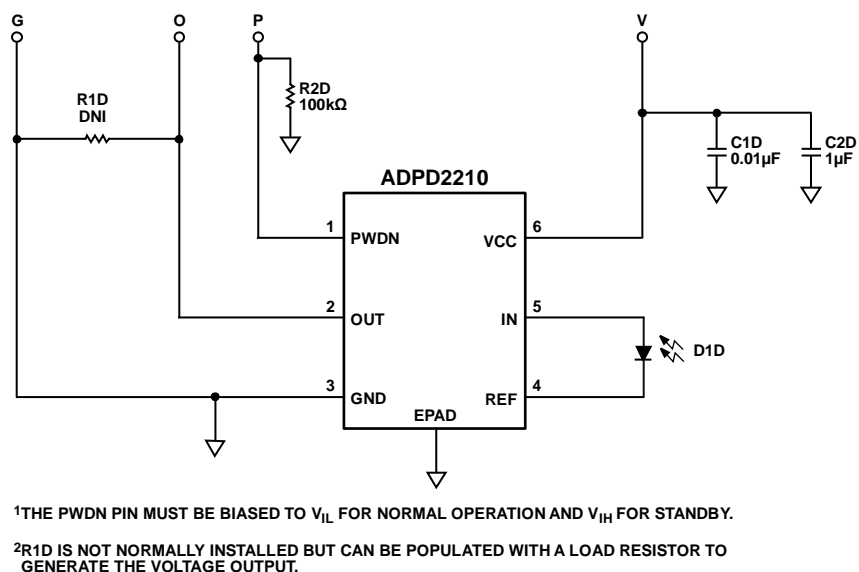 G O P V
R1D
DNI
R2D
100kΩ
C1D
0.01µF
C2D
1µF
ADPD2210
1 PWDN VCC 6
2 OUT IN 5
D1D
3 GND REF 4
EPAD
1THE PWDN PIN MUST BE BIASED TO VIL FOR NORMAL OPERATION AND VIH FOR STANDBY.
2R1D IS NOT NORMALLY INSTALLED BUT CAN BE POPULATED WITH A LOAD RESISTOR TO
GENERATE THE VOLTAGE OUTPUT.